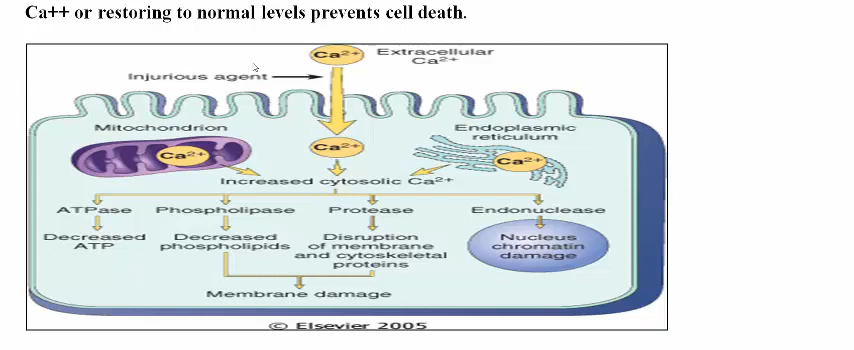 Ca++ or restoring to normal levels prevents cell death.
Ca2+
Extracellular
Ca2+
Injurious agent
Mitochondrion
Endoplasmic
reticulum
Ca2+
Ca2+
Ca2+
Increased cytosolic Ca2+
ATPase Phospholipase Protease Endonuclease
Decreased
ATP
Decreased
phospholipids
Disruption
of membrane
and cytoskeletal
proteins
Nucleus
chromatin
damage
Membrane damage
© Elsevier 2005